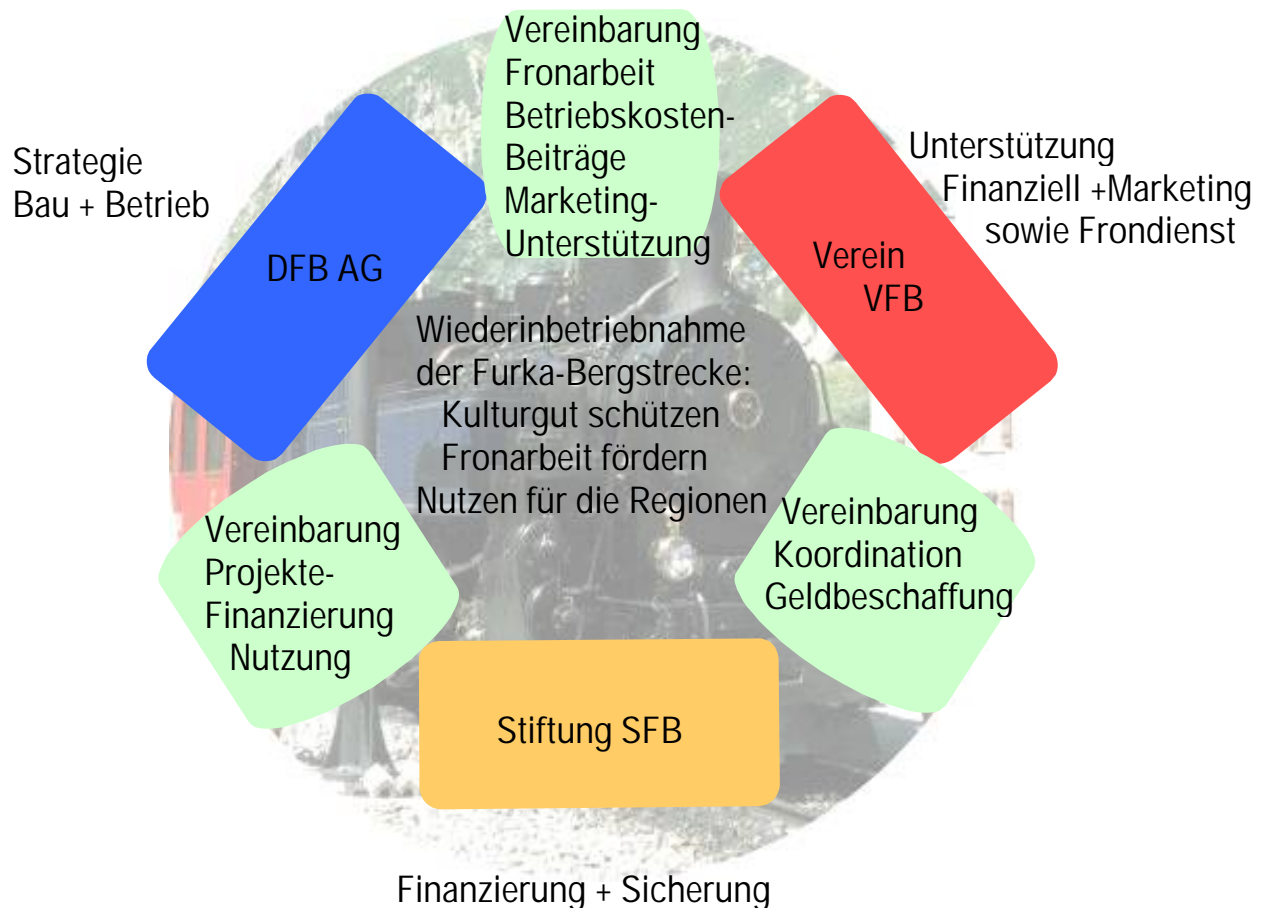 Vereinbarung
Fronarbeit
Betriebskosten-
Beiträge
Marketing-
Unterstützung
Strategie
Bau + Betrieb
DFB AG
Unterstützung
Finanziell +Marketing
sowie Frondienst
Verein
VFB
Wiederinbetriebnahme
der Furka-Bergstrecke:
Kulturgut schützen
Fronarbeit fördern
Nutzen für die Regionen
Vereinbarung
Projekte-
Finanzierung
Nutzung
Vereinbarung
Koordination
Geldbeschaffung
Stiftung SFB
Finanzierung + Sicherung